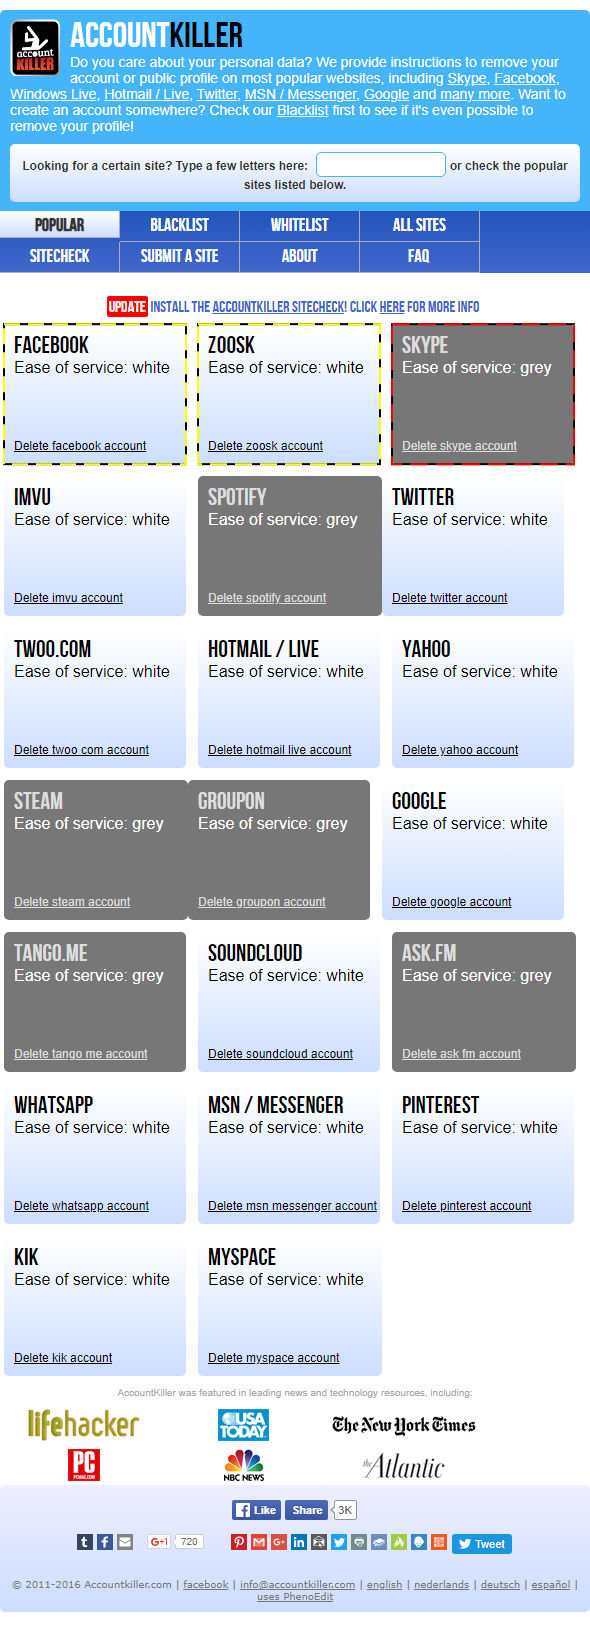 account
KILLER
ACCOUNTKILLER
Do you care about your personal data? We provide instructions to remove your
account or public profile on most popular websites, including Skype, Facebook,
Windows Live, Hotmail / Live, Twitter, MSN / Messenger, Google and many more. Want to
create an account somewhere? Check our Blacklist first to see if it's even possible to
remove your profile!
Looking for a certain site? Type a few letters here: or check the popular
sites listed below.
POPULAR BLACKLIST WHITELIST ALL SITES
SITECHECK SUBMIT A SITE ABOUT FAQ
UPDATE INSTALL THE ACCOUNTKILLER SITECHECK! CLICK HERE FOR MORE INFO
FACEBOOK ZOOSK SKYPE
Ease of service: white Ease of service: white Ease of service: grey
Delete facebook account Delete zoosk account Delete skype account
IMVU SPOTIFY TWITTER
Ease of service: white Ease of service: grey Ease of service: white
Delete imvu account Delete spotify account Delete twitter account
TWOO.COM HOTMAIL / LIVE YAHOO
Ease of service: white Ease of service: white Ease of service: white
Delete twoo com account Delete hotmail live account Delete yahoo account
STEAM GROUPON GOOGLE
Ease of service: grey Ease of service: grey Ease of service: white
Delete steam account Delete groupon account Delete google account
TANGO.ME SOUNDCLOUD ASK.FM
Ease of service: grey Ease of service: white Ease of service: grey
Delete tango me account Delete soundcloud account Delete ask fm account
WHATSAPP MSN / MESSENGER PINTEREST
Ease of service: white Ease of service: white Ease of service: white
Delete whatsapp account Delete msn messenger account Delete pinterest account
KIK MYSPACE
Ease of service: white Ease of service: white
Delete kik account Delete myspace account
AccountKiller was featured in leading news and technology resources, including:
lifehacker USA TODAY The New York Times
PC PCMAG.COM NBC NEWS the Atlantic
Like Share 3K
G+1 720 Tweet
© 2011-2016 Accountkiller.com | facebook | info@accountkiller.com | english | nederlands | deutsch | español |
uses PhenoEdit